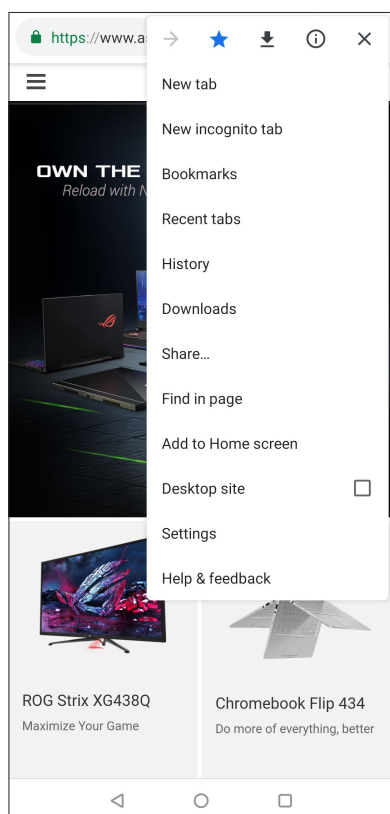 https://www.a
New tab
New incognito tab
Bookmarks
Recent tabs
History
Downloads
Share...
Find in page
Add to Home screen
Desktop site
Settings
Help & feedback
OWN THE
Reload with N
ROG Strix XG438Q
Maximize Your Game
Chromebook Flip 434
Do more of everything, better